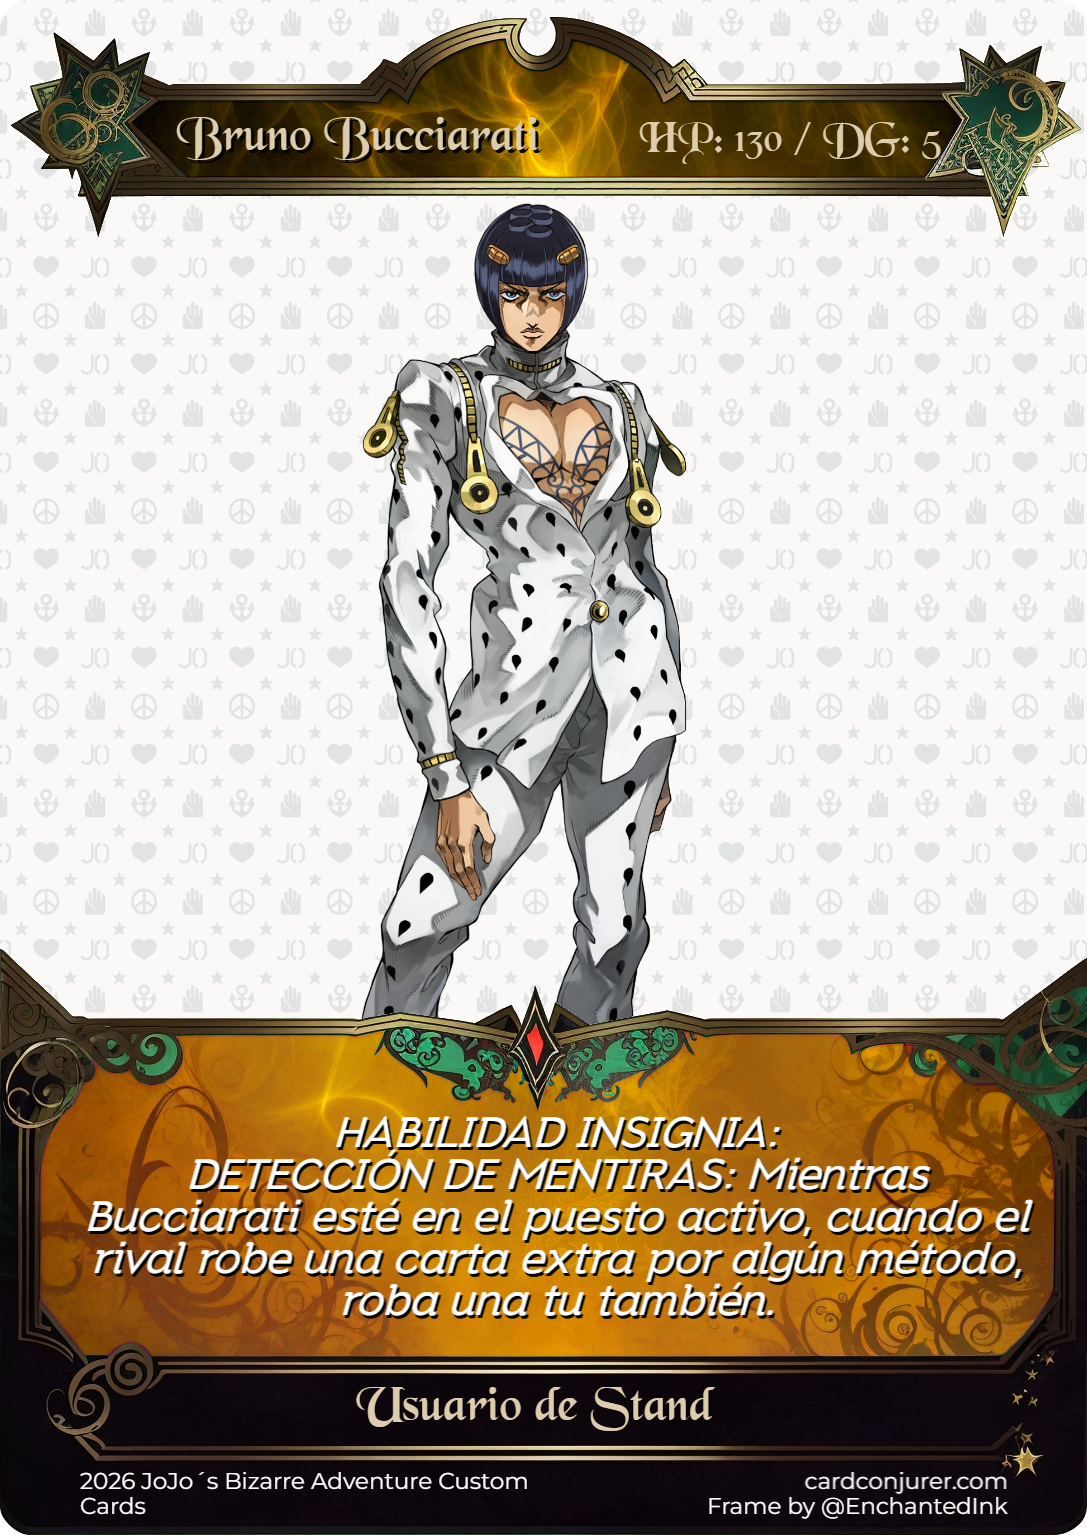 Bruno Bucciarati HP: 130 / DG: 5
HABILIDAD INSIGNIA:
DETECCIÓN DE MENTIRAS: Mientras
Bucciarati esté en el puesto activo, cuando el
rival robe una carta extra por algún método,
roba una tu también.
Usuario de Stand
2026 JoJo´s Bizarre Adventure Custom
Cards
cardconjurer.com
Frame by @EnchantedInk